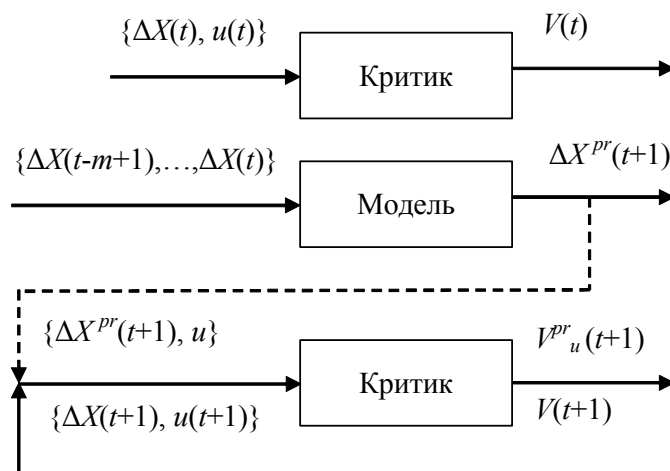 {ΔX(t), u(t)}
V(t)
Критик
{ΔX(t-m+1),…,ΔX(t)}
ΔX^pr(t+1)
Модель
{ΔX^pr(t+1), u}
V^pr_u(t+1)
Критик
{ΔX(t+1), u(t+1)}
V(t+1)